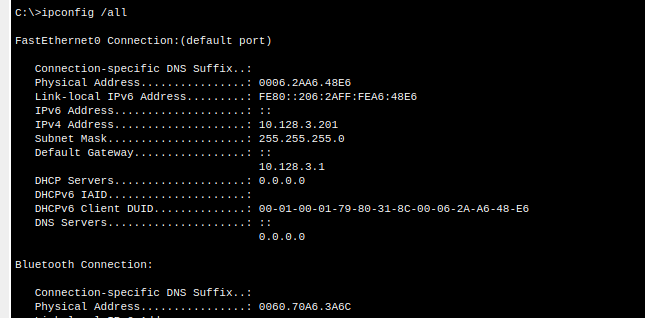 C:\>ipconfig /all
FastEthernet0 Connection:(default port)
Connection-specific DNS Suffix..:
Physical Address................: 0006.2AA6.48E6
Link-local IPv6 Address.........: FE80::206:2AFF:FEA6:48E6
IPv6 Address....................: ::
IPv4 Address....................: 10.128.3.201
Subnet Mask.....................: 255.255.255.0
Default Gateway.................: ::
10.128.3.1
DHCP Servers....................: 0.0.0.0
DHCPv6 IAID.....................:
DHCPv6 Client DUID..............: 00-01-00-01-79-80-31-8C-00-06-2A-A6-48-E6
DNS Servers.....................: ::
0.0.0.0
Bluetooth Connection:
Connection-specific DNS Suffix..:
Physical Address................: 0060.70A6.3A6C